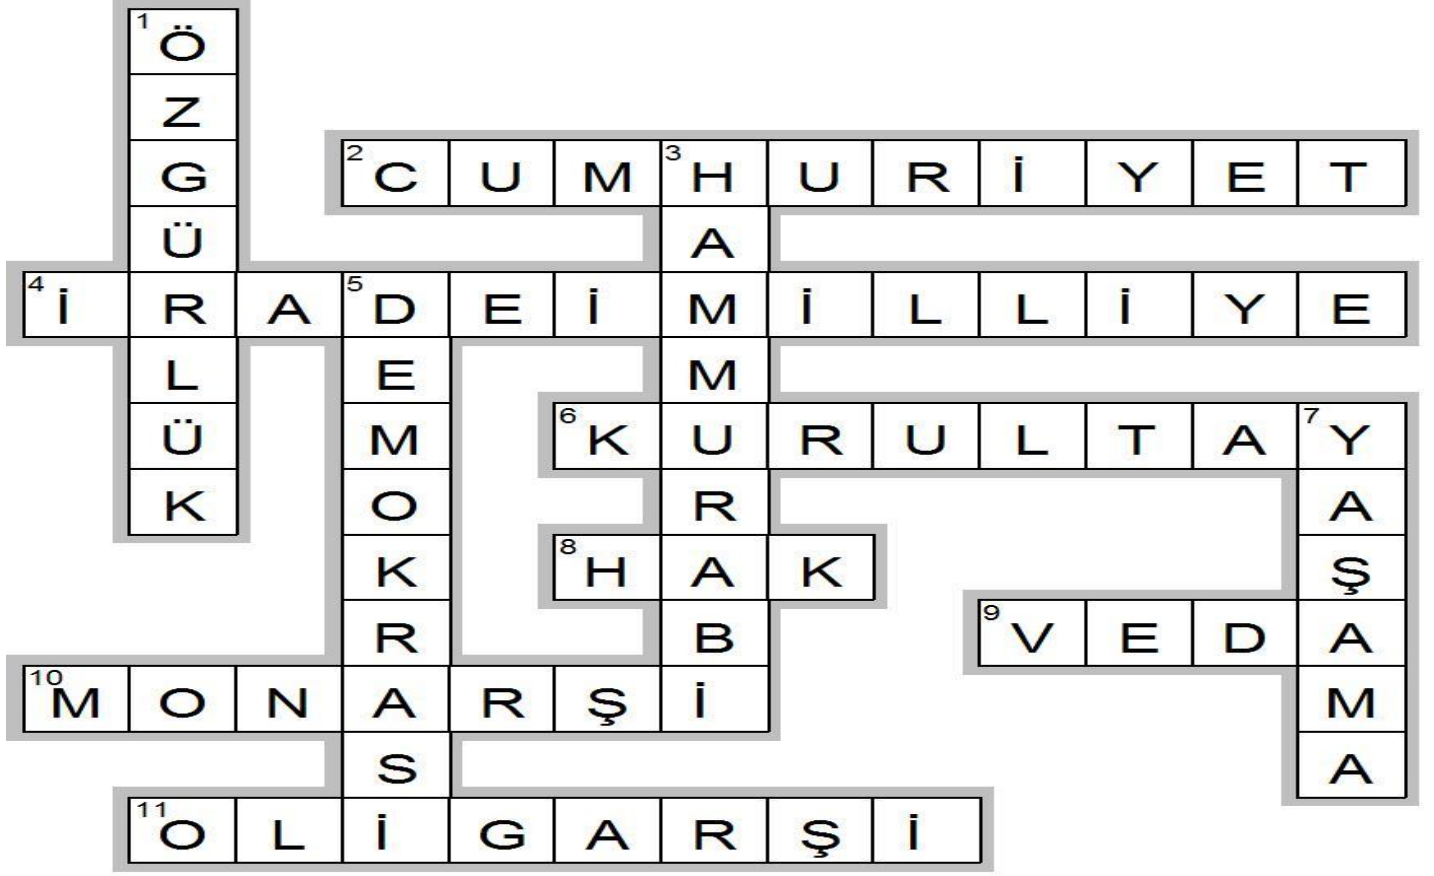 1 Ö
Z
G 2 C U M 3 H U R İ Y E T
Ü A
4 İ R A 5 D E İ M İ L L İ Y E
L E M
Ü M 6 K U R U L T A 7 Y
K O R A
K 8 H A K Ş
R B 9 V E D A
10 M O N A R Ş İ M
S A
11 O L İ G A R Ş İ